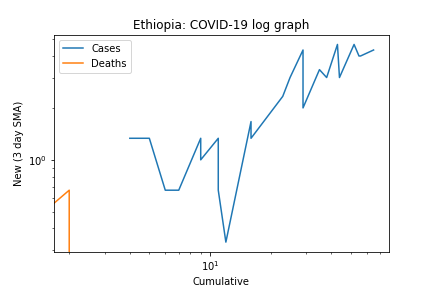 Ethiopia: COVID-19 log graph
Cases
Deaths
New (3 day SMA)
10⁰
10¹
Cumulative